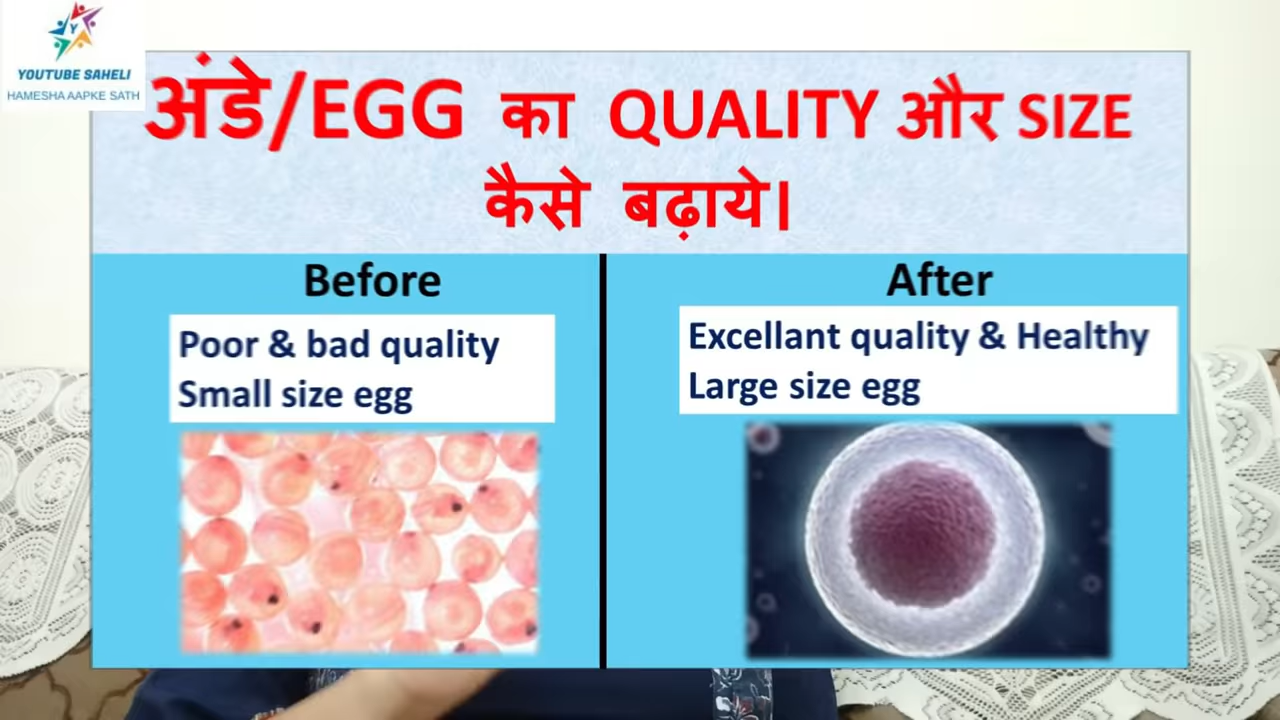 YOUTUBE SAHELI
HAMESHA AAPKE SATH
अंडे/EGG का QUALITY और SIZE
कैसे बढ़ाये।
Before
Poor & bad quality
Small size egg
After
Excellant quality & Healthy
Large size egg